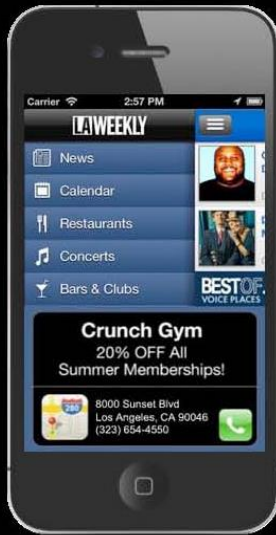 Carrier 2:57 PM
LA WEEKLY
News
Calendar
Restaurants
Concerts
Bars & Clubs
BEST OF
VOICE PLACES
Crunch Gym
20% OFF All
Summer Memberships!
280
8000 Sunset Blvd
Los Angeles, CA 90046
(323) 654-4550